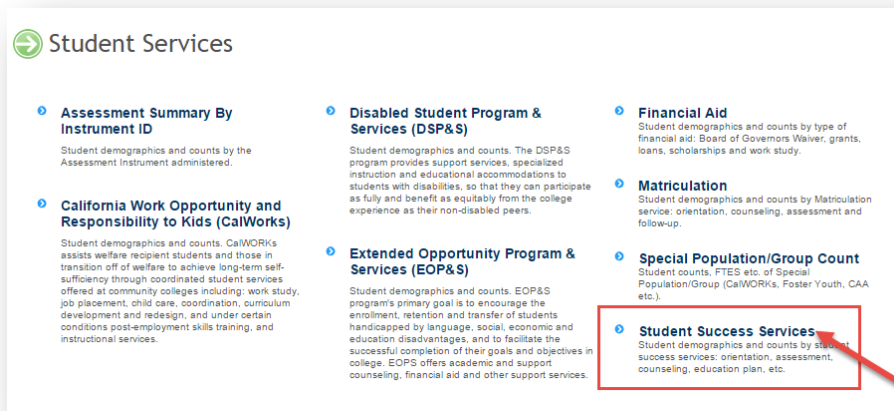 Student Services
Assessment Summary By
Instrument ID
Student demographics and counts by the
Assessment Instrument administered.
California Work Opportunity and
Responsibility to Kids (CalWorks)
Student demographics and counts. CalWORKs
assists welfare recipient students and those in
transition off of welfare to achieve long-term self-
sufficiency through coordinated student services
offered at community colleges including: work study,
job placement, child care, coordination, curriculum
development and redesign, and under certain
conditions post-employment skills training, and
instructional services.
Disabled Student Program &
Services (DSP&S)
Student demographics and counts. The DSP&S
program provides support services, specialized
instruction and educational accommodations to
students with disabilities, so that they can participate
as fully and benefit as equitably from the college
experience as their non-disabled peers.
Extended Opportunity Program &
Services (EOP&S)
Student demographics and counts. EOP&S
program's primary goal is to encourage the
enrollment, retention and transfer of students
handicapped by language, social, economic and
education disadvantages, and to facilitate the
successful completion of their goals and objectives in
college. EOPS offers academic and support
counseling, financial aid and other support services.
Financial Aid
Student demographics and counts by type of
financial aid: Board of Governors Waiver, grants,
loans, scholarships and work study.
Matriculation
Student demographics and counts by Matriculation
service: orientation, counseling, assessment and
follow-up.
Special Population/Group Count
Student counts, FTES etc. of Special
Population/Group (CalWORKs, Foster Youth, CAA
etc.).
Student Success Services
Student demographics and counts by student
success services: orientation, assessment,
counseling, education plan, etc.